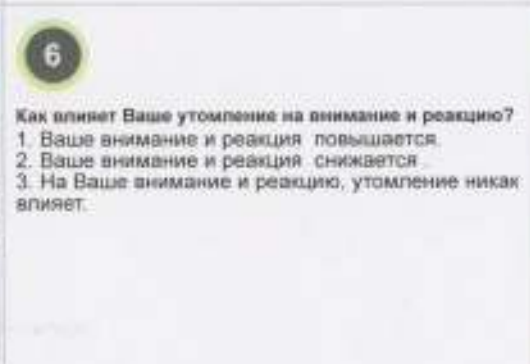 6
Как влияет Ваше утомление на внимание и реакцию?
1. Ваше внимание и реакция повышается.
2. Ваше внимание и реакция снижается.
3. На Ваше внимание и реакцию, утомление никак
влияет.